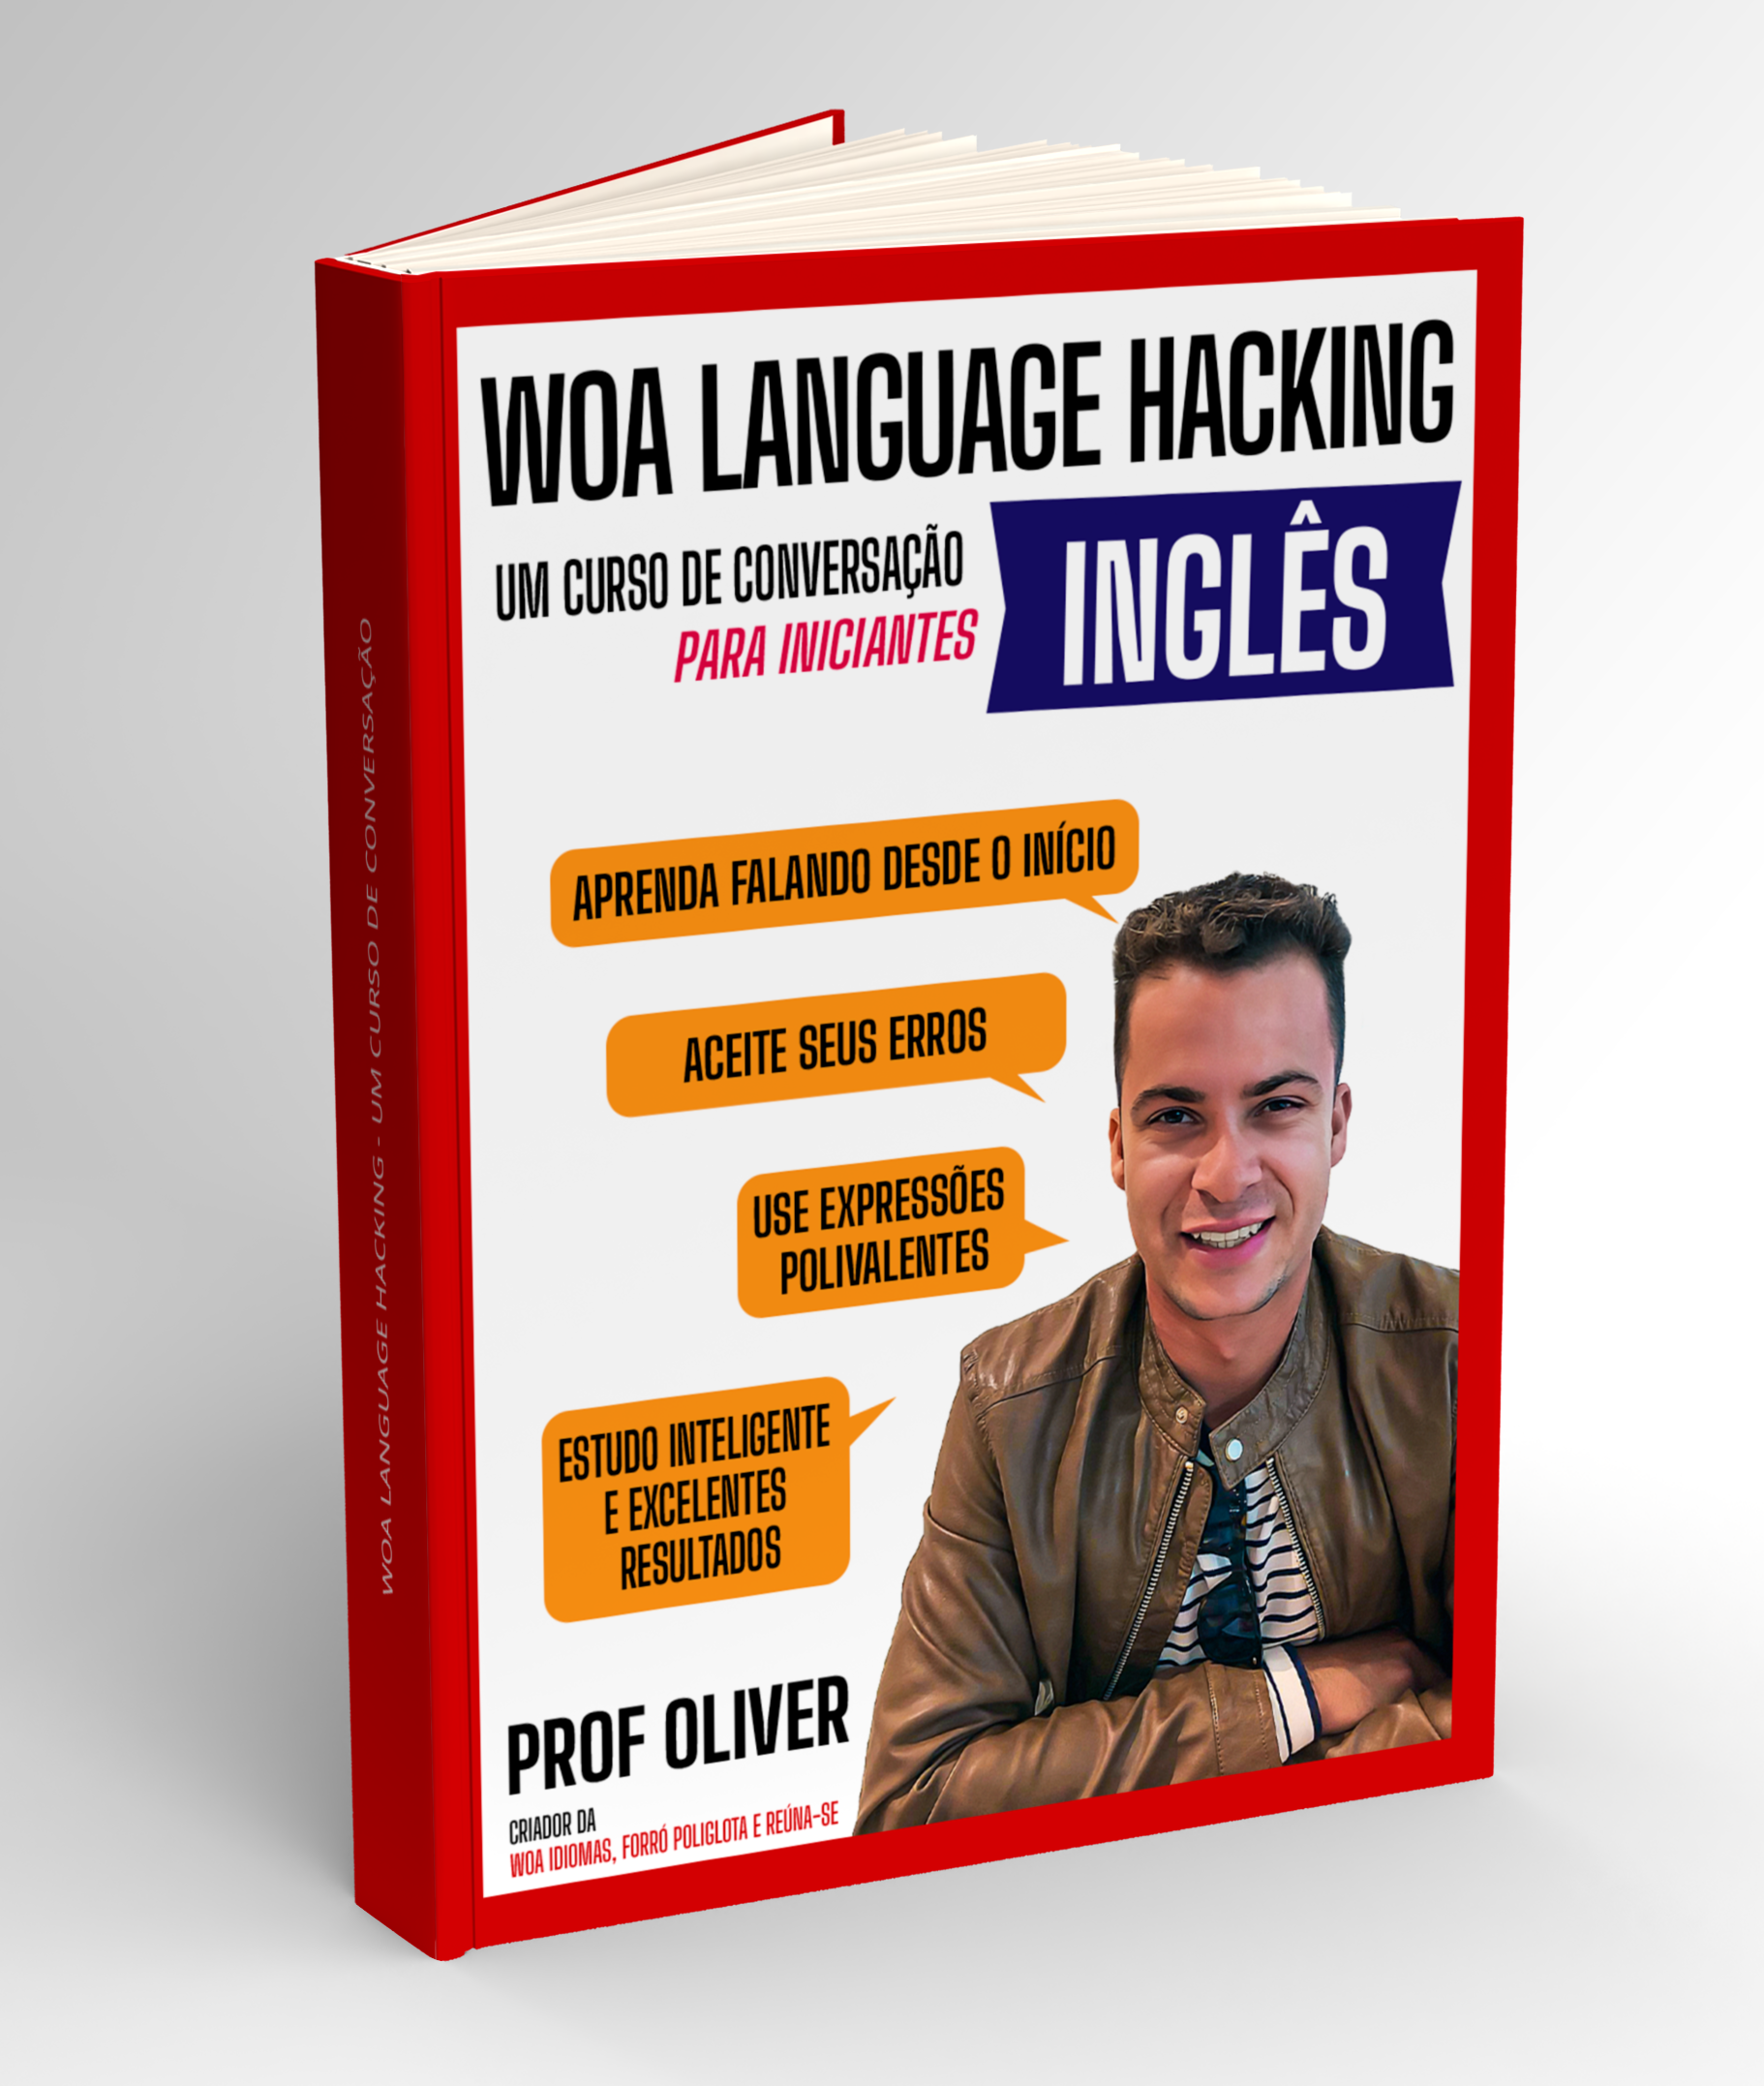 WOA LANGUAGE HACKING
UM CURSO DE CONVERSAÇÃO
PARA INICIANTES
INGLÊS
APRENDA FALANDO DESDE O INÍCIO
ACEITE SEUS ERROS
USE EXPRESSÕES
POLIVALENTES
ESTUDO INTELIGENTE
E EXCELENTES
RESULTADOS
PROF OLIVER
CRIADOR DA
WOA IDIOMAS, FORRÓ POLIGLOTA E REÚNA-SE
WOA LANGUAGE HACKING - UM CURSO DE CONVERSAÇÃO